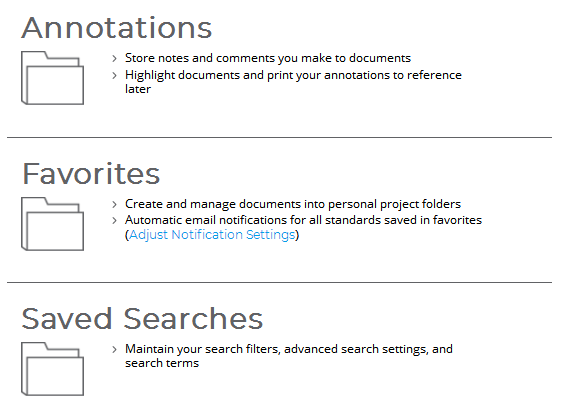 Annotations
Store notes and comments you make to documents
Highlight documents and print your annotations to reference
later
Favorites
Create and manage documents into personal project folders
Automatic email notifications for all standards saved in favorites
(Adjust Notification Settings)
Saved Searches
Maintain your search filters, advanced search settings, and
search terms